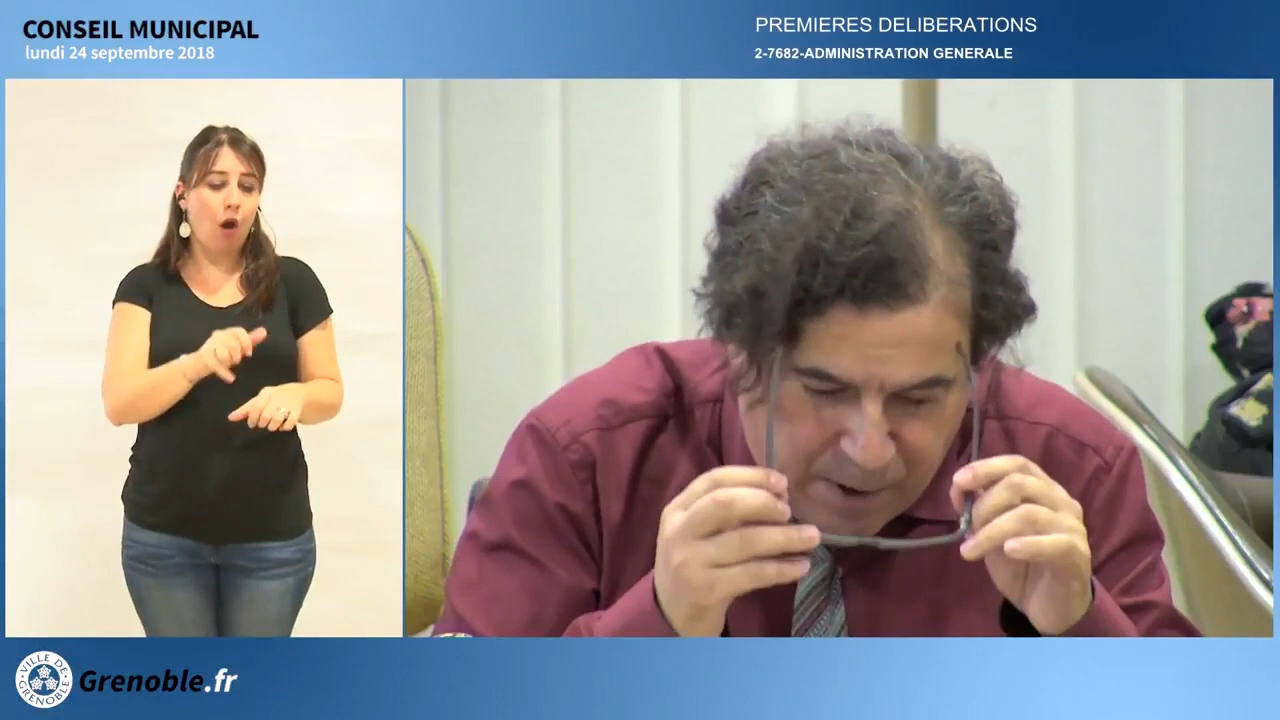 CONSEIL MUNICIPAL
lundi 24 septembre 2018
PREMIERES DELIBERATIONS
2-7682-ADMINISTRATION GENERALE
VILLE DE GRENOBLE
Grenoble.fr